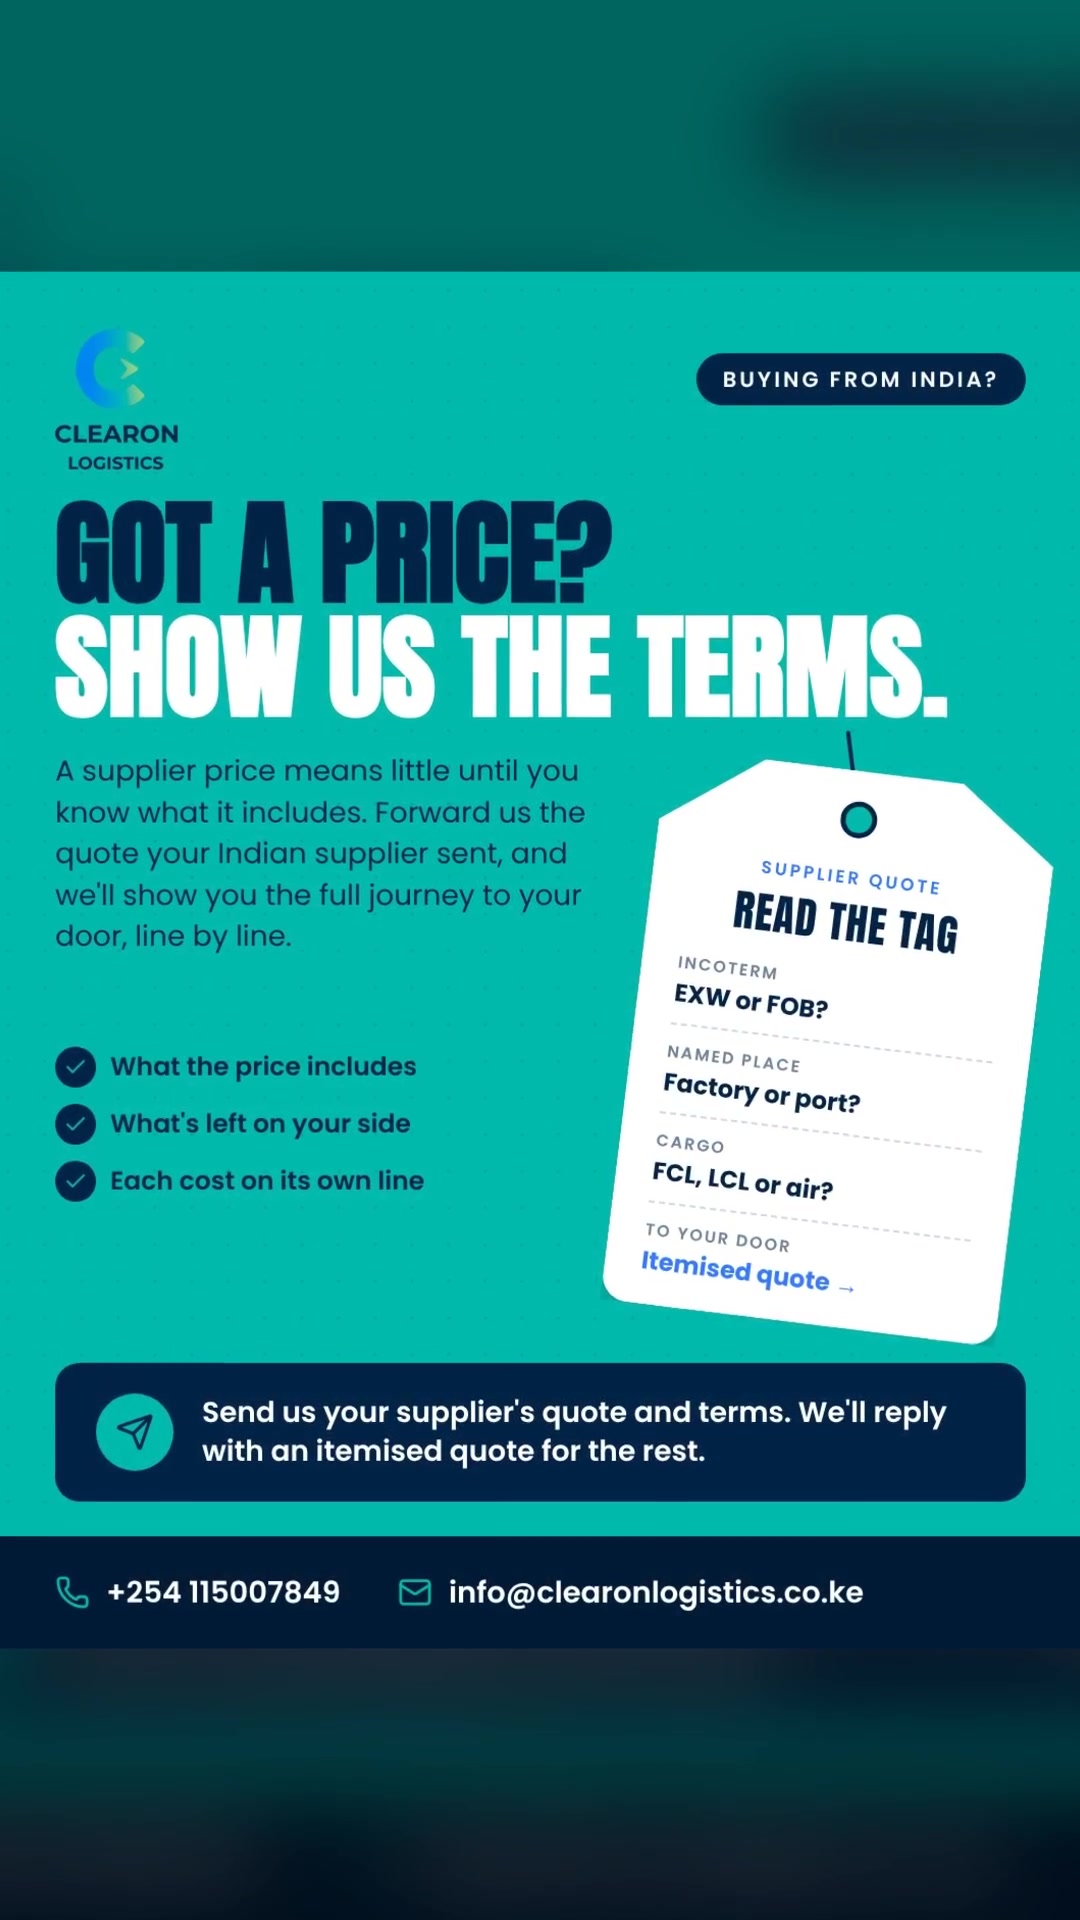 CLEARON
LOGISTICS
BUYING FROM INDIA?
GOT A PRICE?
SHOW US THE TERMS.
A supplier price means little until you
know what it includes. Forward us the
quote your Indian supplier sent, and
we'll show you the full journey to your
door, line by line.
What the price includes
What's left on your side
Each cost on its own line
SUPPLIER QUOTE
READ THE TAG
INCOTERM
EXW or FOB?
NAMED PLACE
Factory or port?
CARGO
FCL, LCL or air?
TO YOUR DOOR
Itemised quote →
Send us your supplier's quote and terms. We'll reply
with an itemised quote for the rest.
+254 115007849
info@clearonlogistics.co.ke